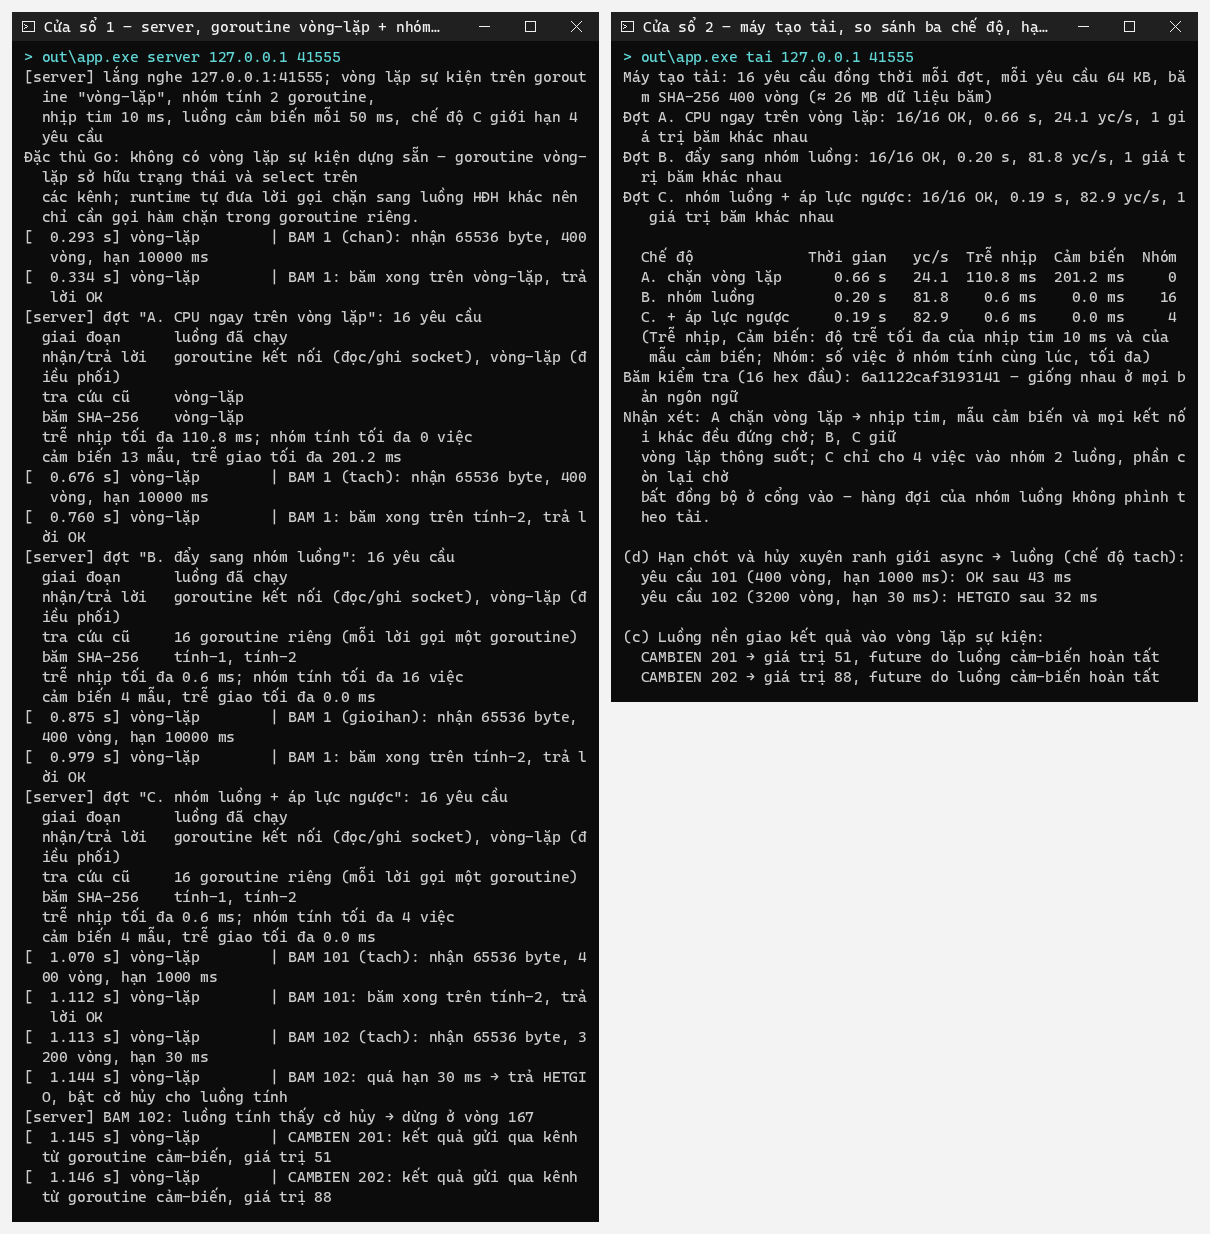 Cửa sổ 1 — server, goroutine vòng-lặp + nhóm…
> out\app.exe server 127.0.0.1 41555
[server] lắng nghe 127.0.0.1:41555; vòng lặp sự kiện trên gorout
ine "vòng-lặp", nhóm tính 2 goroutine,
nhịp tim 10 ms, luồng cảm biến mỗi 50 ms, chế độ C giới hạn 4
yêu cầu
Đặc thù Go: không có vòng lặp sự kiện dựng sẵn — goroutine vòng-
lặp sở hữu trạng thái và select trên
các kênh; runtime tự đưa lời gọi chặn sang luồng HĐH khác nên
chỉ cần gọi hàm chặn trong goroutine riêng.
[  0.293 s] vòng-lặp        | BAM 1 (chan): nhận 65536 byte, 400
vòng, hạn 10000 ms
[  0.334 s] vòng-lặp        | BAM 1: băm xong trên vòng-lặp, trả
lời OK
[server] đợt "A. CPU ngay trên vòng lặp": 16 yêu cầu
giai đoạn      luồng đã chạy
nhận/trả lời   goroutine kết nối (đọc/ghi socket), vòng-lặp (đ
iều phối)
tra cứu cũ     vòng-lặp
băm SHA-256    vòng-lặp
trễ nhịp tối đa 110.8 ms; nhóm tính tối đa 0 việc
cảm biến 13 mẫu, trễ giao tối đa 201.2 ms
[  0.676 s] vòng-lặp        | BAM 1 (tach): nhận 65536 byte, 400
vòng, hạn 10000 ms
[  0.760 s] vòng-lặp        | BAM 1: băm xong trên tính-2, trả l
ời OK
[server] đợt "B. đẩy sang nhóm luồng": 16 yêu cầu
giai đoạn      luồng đã chạy
nhận/trả lời   goroutine kết nối (đọc/ghi socket), vòng-lặp (đ
iều phối)
tra cứu cũ     16 goroutine riêng (mỗi lời gọi một goroutine)
băm SHA-256    tính-1, tính-2
trễ nhịp tối đa 0.6 ms; nhóm tính tối đa 16 việc
cảm biến 4 mẫu, trễ giao tối đa 0.0 ms
[  0.875 s] vòng-lặp        | BAM 1 (gioihan): nhận 65536 byte,
400 vòng, hạn 10000 ms
[  0.979 s] vòng-lặp        | BAM 1: băm xong trên tính-2, trả l
ời OK
[server] đợt "C. nhóm luồng + áp lực ngược": 16 yêu cầu
giai đoạn      luồng đã chạy
nhận/trả lời   goroutine kết nối (đọc/ghi socket), vòng-lặp (đ
iều phối)
tra cứu cũ     16 goroutine riêng (mỗi lời gọi một goroutine)
băm SHA-256    tính-1, tính-2
trễ nhịp tối đa 0.6 ms; nhóm tính tối đa 4 việc
cảm biến 4 mẫu, trễ giao tối đa 0.0 ms
[  1.070 s] vòng-lặp        | BAM 101 (tach): nhận 65536 byte, 4
00 vòng, hạn 1000 ms
[  1.112 s] vòng-lặp        | BAM 101: băm xong trên tính-2, trả
lời OK
[  1.113 s] vòng-lặp        | BAM 102 (tach): nhận 65536 byte, 3
200 vòng, hạn 30 ms
[  1.144 s] vòng-lặp        | BAM 102: quá hạn 30 ms → trả HETGI
O, bật cờ hủy cho luồng tính
[server] BAM 102: luồng tính thấy cờ hủy → dừng ở vòng 167
[  1.145 s] vòng-lặp        | CAMBIEN 201: kết quả gửi qua kênh
từ goroutine cảm-biến, giá trị 51
[  1.146 s] vòng-lặp        | CAMBIEN 202: kết quả gửi qua kênh
từ goroutine cảm-biến, giá trị 88
Cửa sổ 2 — máy tạo tải, so sánh ba chế độ, hạ…
> out\app.exe tai 127.0.0.1 41555
Máy tạo tải: 16 yêu cầu đồng thời mỗi đợt, mỗi yêu cầu 64 KB, bă
m SHA-256 400 vòng (≈ 26 MB dữ liệu băm)
Đợt A. CPU ngay trên vòng lặp: 16/16 OK, 0.66 s, 24.1 yc/s, 1 gi
á trị băm khác nhau
Đợt B. đẩy sang nhóm luồng: 16/16 OK, 0.20 s, 81.8 yc/s, 1 giá t
rị băm khác nhau
Đợt C. nhóm luồng + áp lực ngược: 16/16 OK, 0.19 s, 82.9 yc/s, 1
giá trị băm khác nhau
Chế độ             Thời gian   yc/s  Trễ nhịp  Cảm biến  Nhóm
A. chặn vòng lặp      0.66 s   24.1  110.8 ms  201.2 ms     0
B. nhóm luồng         0.20 s   81.8    0.6 ms    0.0 ms    16
C. + áp lực ngược     0.19 s   82.9    0.6 ms    0.0 ms     4
(Trễ nhịp, Cảm biến: độ trễ tối đa của nhịp tim 10 ms và của
mẫu cảm biến; Nhóm: số việc ở nhóm tính cùng lúc, tối đa)
Băm kiểm tra (16 hex đầu): 6a1122caf3193141 — giống nhau ở mọi b
ản ngôn ngữ
Nhận xét: A chặn vòng lặp → nhịp tim, mẫu cảm biến và mọi kết nố
i khác đều đứng chờ; B, C giữ
vòng lặp thông suốt; C chỉ cho 4 việc vào nhóm 2 luồng, phần c
òn lại chờ
bất đồng bộ ở cổng vào — hàng đợi của nhóm luồng không phình t
heo tải.
(d) Hạn chót và hủy xuyên ranh giới async → luồng (chế độ tach):
yêu cầu 101 (400 vòng, hạn 1000 ms): OK sau 43 ms
yêu cầu 102 (3200 vòng, hạn 30 ms): HETGIO sau 32 ms
(c) Luồng nền giao kết quả vào vòng lặp sự kiện:
CAMBIEN 201 → giá trị 51, future do luồng cảm-biến hoàn tất
CAMBIEN 202 → giá trị 88, future do luồng cảm-biến hoàn tất